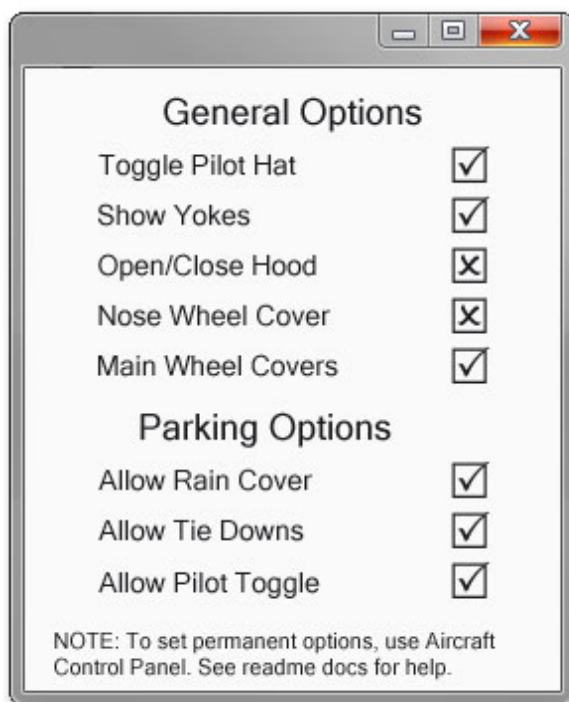 General Options
Toggle Pilot Hat
Show Yokes
Open/Close Hood
Nose Wheel Cover
Main Wheel Covers
Parking Options
Allow Rain Cover
Allow Tie Downs
Allow Pilot Toggle
NOTE: To set permanent options, use Aircraft
Control Panel. See readme docs for help.